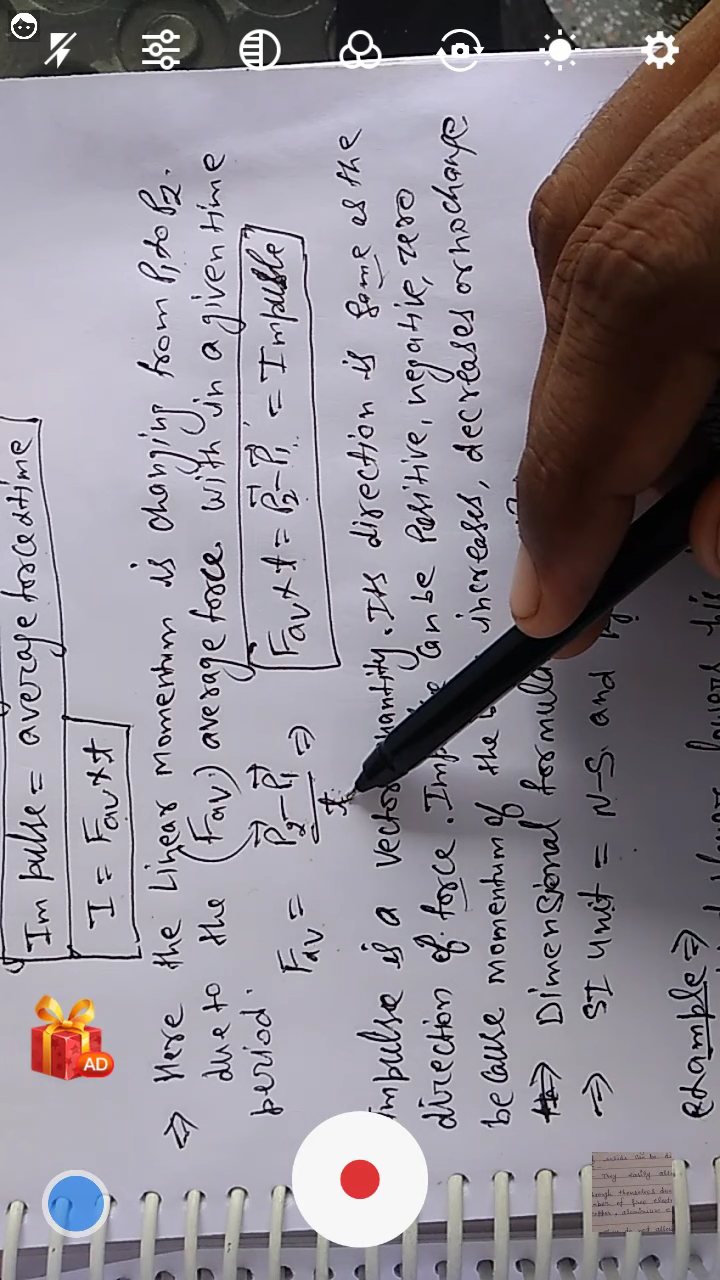 Impulse = average force x time
I = Fav x t
⇒ Here the Linear momentum is changing from P1 to P2.
due to the (Fav) average force. with in a given time
period.
Fav = P2 - P1 / t ⇒ Fav x t = P2 - P1 = Impulse
Impulse is a vector quantity. Its direction is same as the
direction of force. can be Positive, negative, zero
because momentum of the increases, decreases or no change
⇒ Dimensional formula
⇒ SI unit = N-S. and
Example ⇒
AD